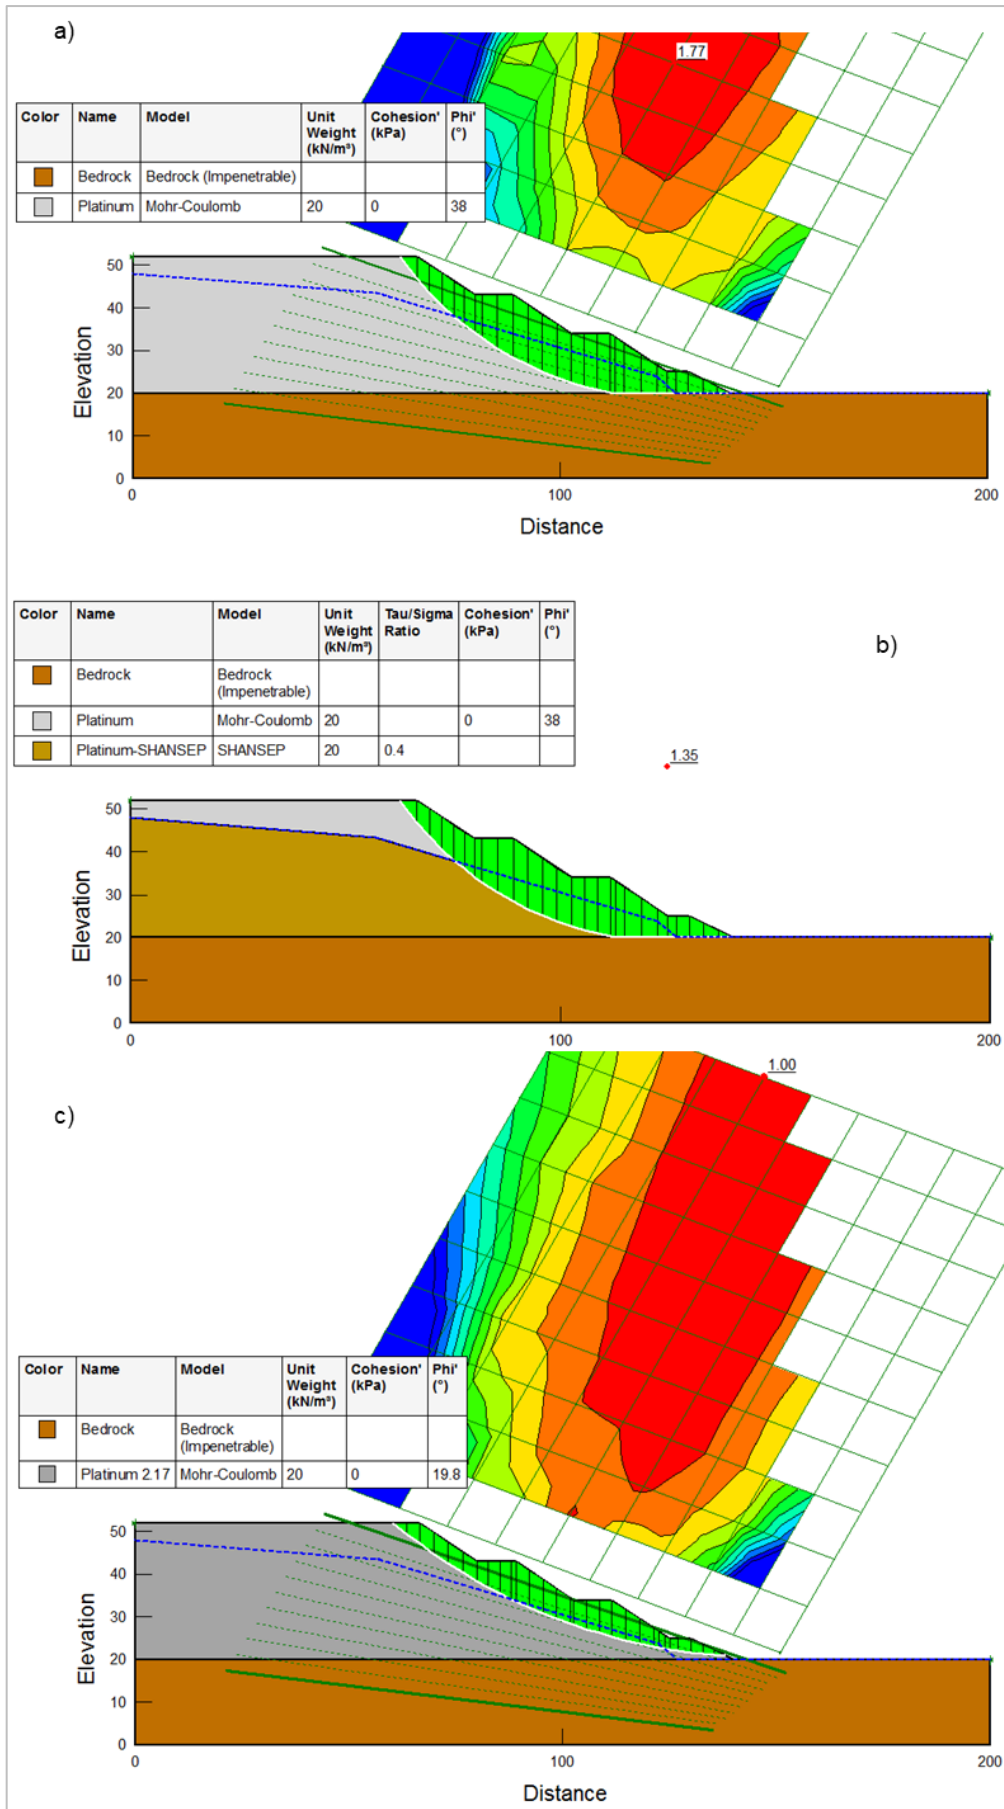 a)
1.77
Color Name Model Unit Weight (kN/m³) Cohesion' (kPa) Phi' (°)
Bedrock Bedrock (Impenetrable)
Platinum Mohr-Coulomb 20 0 38
50
40
30
20
10
0
Elevation
0 100 200
Distance
Color Name Model Unit Weight (kN/m³) Tau/Sigma Ratio Cohesion' (kPa) Phi' (°)
Bedrock Bedrock (Impenetrable)
Platinum Mohr-Coulomb 20 0 38
Platinum-SHANSEP SHANSEP 20 0.4
b)
1.35
50
40
30
20
10
0
Elevation
0 100 200
c)
1.00
Color Name Model Unit Weight (kN/m³) Cohesion' (kPa) Phi' (°)
Bedrock Bedrock (Impenetrable)
Platinum 2.17 Mohr-Coulomb 20 0 19.8
50
40
30
20
10
0
Elevation
0 100 200
Distance